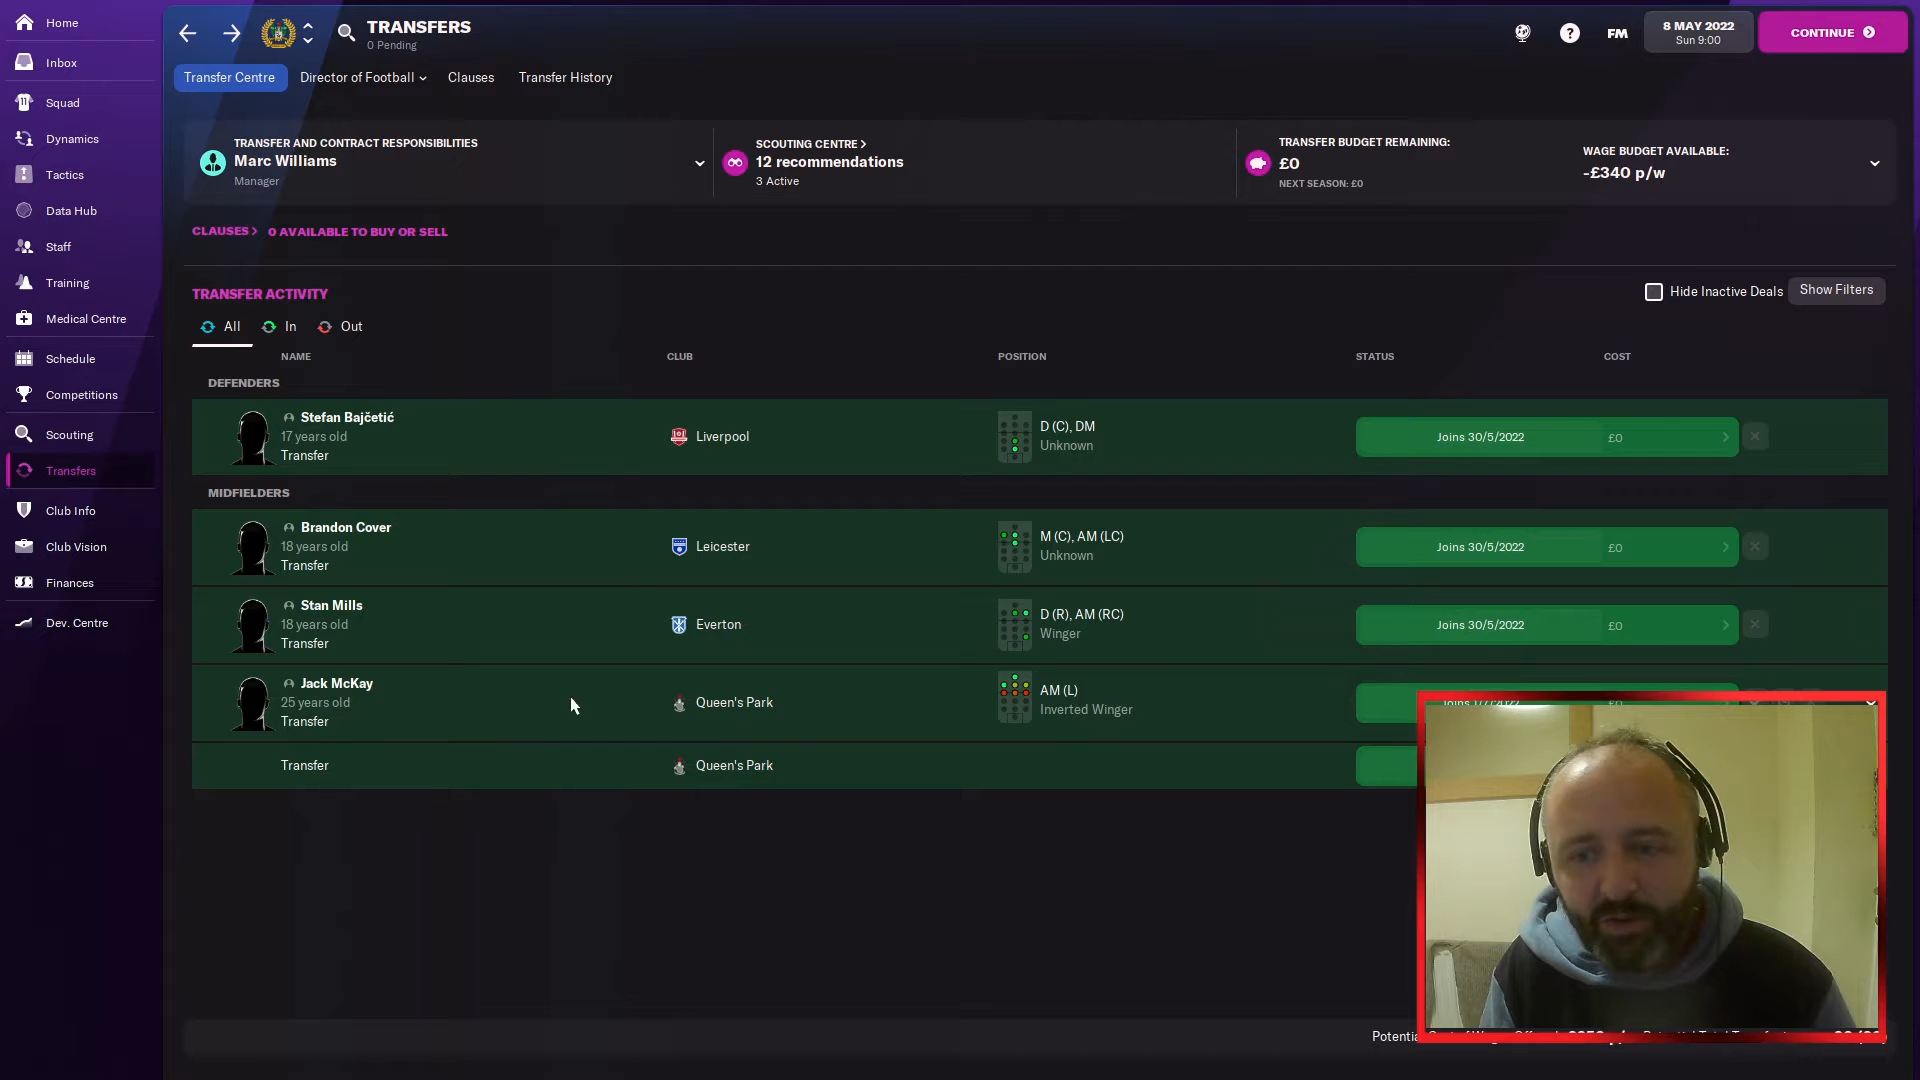 Home
Inbox
Squad
Dynamics
Tactics
Data Hub
Staff
Training
Medical Centre
Schedule
Competitions
Scouting
Transfers
Club Info
Club Vision
Finances
Dev. Centre
TRANSFERS
0 Pending
?
FM
8 MAY 2022
Sun 9:00
CONTINUE
Transfer Centre
Director of Football
Clauses
Transfer History
TRANSFER AND CONTRACT RESPONSIBILITIES
Marc Williams
Manager
SCOUTING CENTRE >
12 recommendations
3 Active
TRANSFER BUDGET REMAINING:
£0
NEXT SEASON: £0
WAGE BUDGET AVAILABLE:
-£340 p/w
CLAUSES > 0 AVAILABLE TO BUY OR SELL
TRANSFER ACTIVITY
Hide Inactive Deals
Show Filters
All In Out
NAME CLUB POSITION STATUS COST
DEFENDERS
Stefan Bajčetić
17 years old
Transfer
Liverpool
D (C), DM
Unknown
Joins 30/5/2022 £0
MIDFIELDERS
Brandon Cover
18 years old
Transfer
Leicester
M (C), AM (LC)
Unknown
Joins 30/5/2022 £0
Stan Mills
18 years old
Transfer
Everton
D (R), AM (RC)
Winger
Joins 30/5/2022 £0
Jack McKay
25 years old
Transfer
Queen's Park
AM (L)
Inverted Winger
Joins 1/7/2022 £0
Transfer Queen's Park